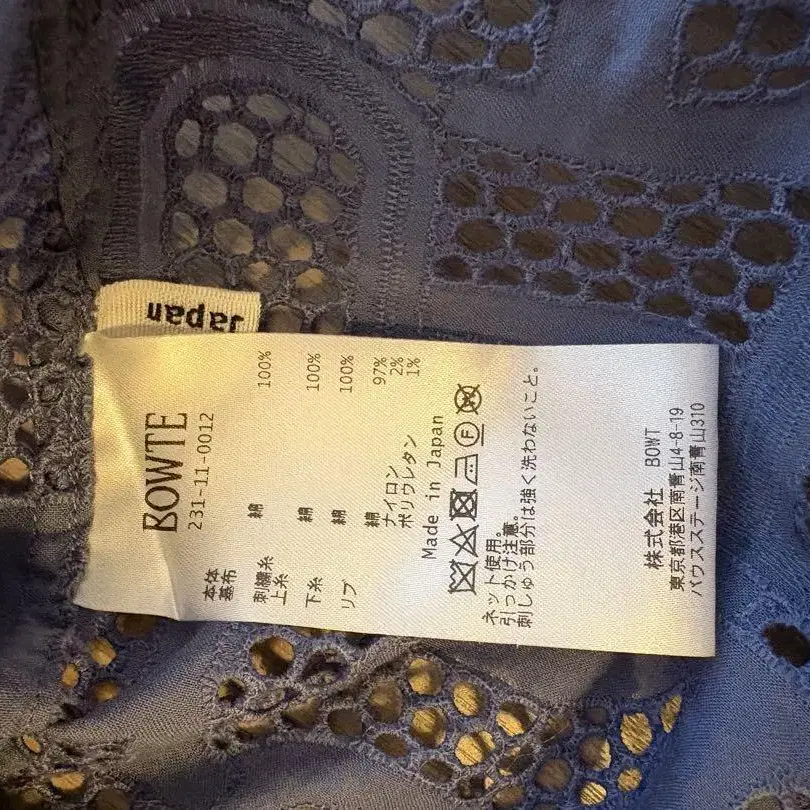 Japan
BOWTE
231-11-0012
本体
基布 綿 100%
刺繍糸
上糸 綿 100%
下糸 綿 100%
リブ 綿 97%
ナイロン 2%
ポリウレタン 1%
Made in Japan
F
ネット使用。
引っかけ注意。
刺しゅう部分は強く洗わないこと。
株式会社 BOWT
東京都港区南青山4-8-19
パウスステージ南青山310